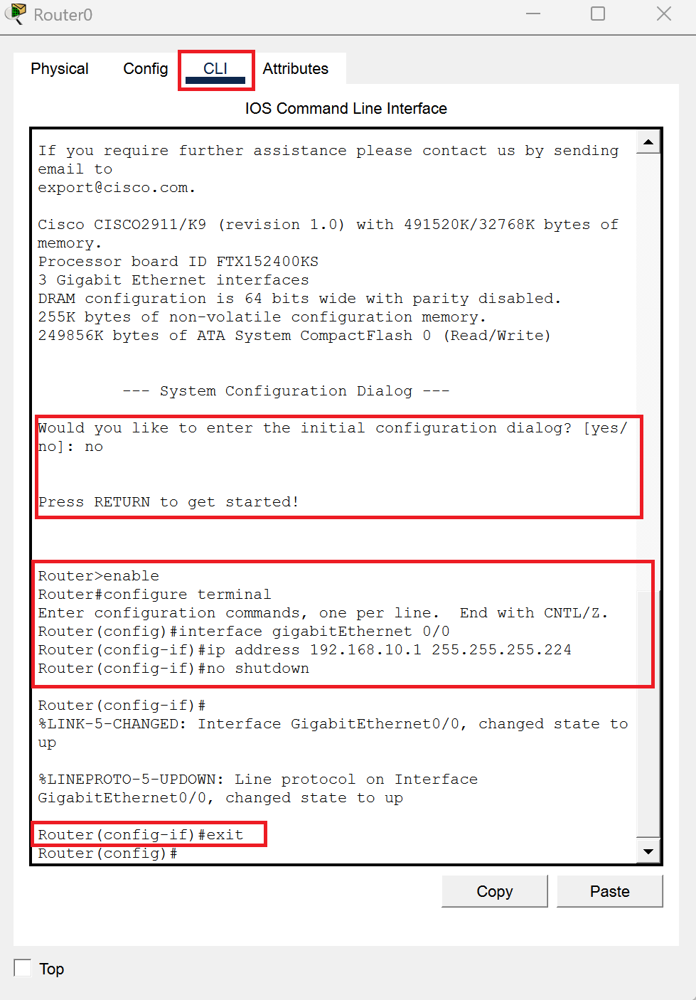 Router0
Physical Config CLI Attributes
IOS Command Line Interface
If you require further assistance please contact us by sending
email to
export@cisco.com.
Cisco CISCO2911/K9 (revision 1.0) with 491520K/32768K bytes of
memory.
Processor board ID FTX152400KS
3 Gigabit Ethernet interfaces
DRAM configuration is 64 bits wide with parity disabled.
255K bytes of non-volatile configuration memory.
249856K bytes of ATA System CompactFlash 0 (Read/Write)
--- System Configuration Dialog ---
Would you like to enter the initial configuration dialog? [yes/
no]: no
Press RETURN to get started!
Router>enable
Router#configure terminal
Enter configuration commands, one per line.  End with CNTL/Z.
Router(config)#interface gigabitEthernet 0/0
Router(config-if)#ip address 192.168.10.1 255.255.255.224
Router(config-if)#no shutdown
Router(config-if)#
%LINK-5-CHANGED: Interface GigabitEthernet0/0, changed state to
up
%LINEPROTO-5-UPDOWN: Line protocol on Interface
GigabitEthernet0/0, changed state to up
Router(config-if)#exit
Router(config)#
Copy Paste
Top